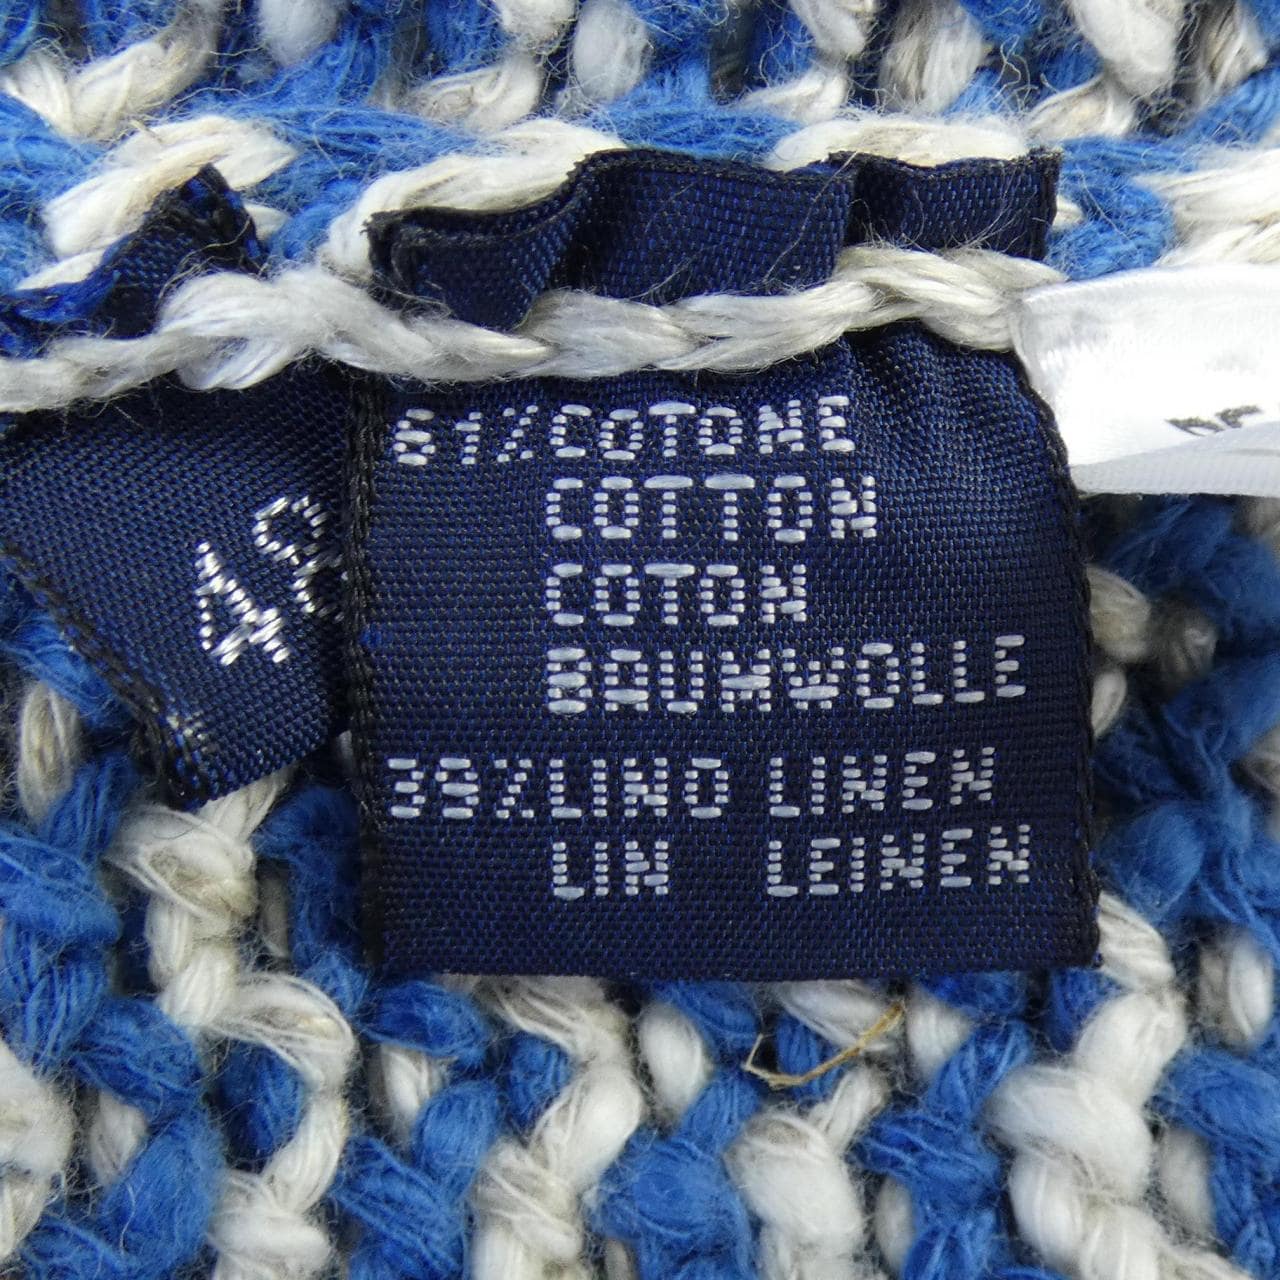 61%COTONE
COTTON
COTON
BAUMWOLLE
39%LINO LINEN
LIN LEINEN